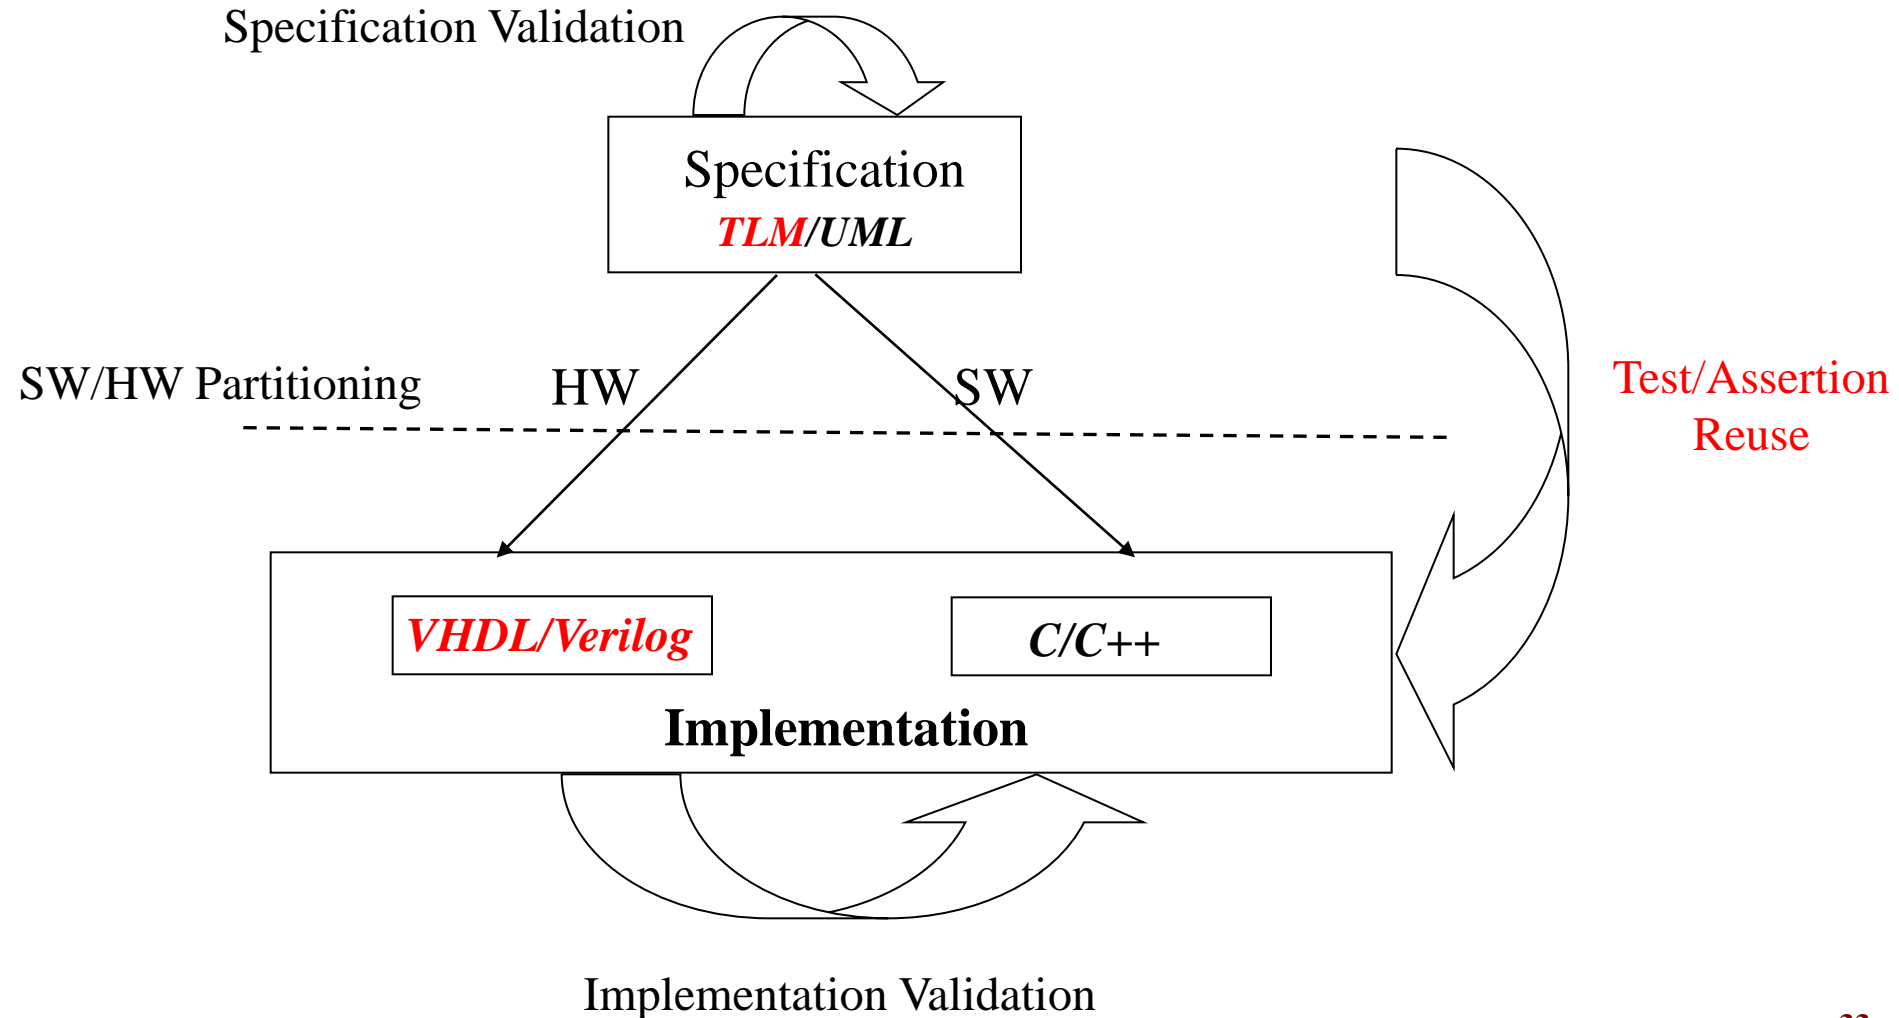 Specification Validation
Specification
TLM/UML
SW/HW Partitioning
HW
SW
Test/Assertion
Reuse
VHDL/Verilog
C/C++
Implementation
Implementation Validation